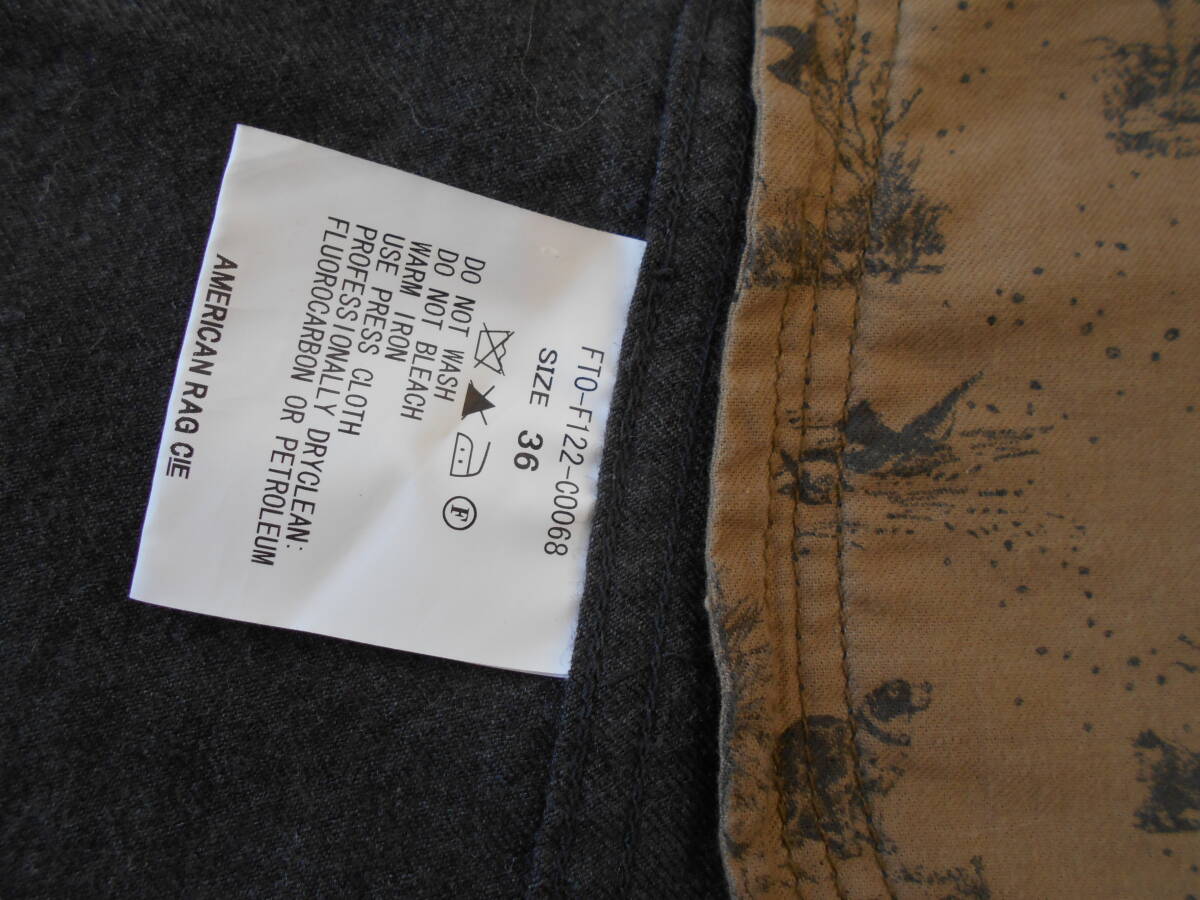 FTO-F122-C0068
SIZE 36
F
DO NOT WASH
DO NOT BLEACH
WARM IRON
USE PRESS CLOTH
PROFESSIONALLY DRYCLEAN:
FLUOROCARBON OR PETROLEUM
AMERICAN RAG CIE